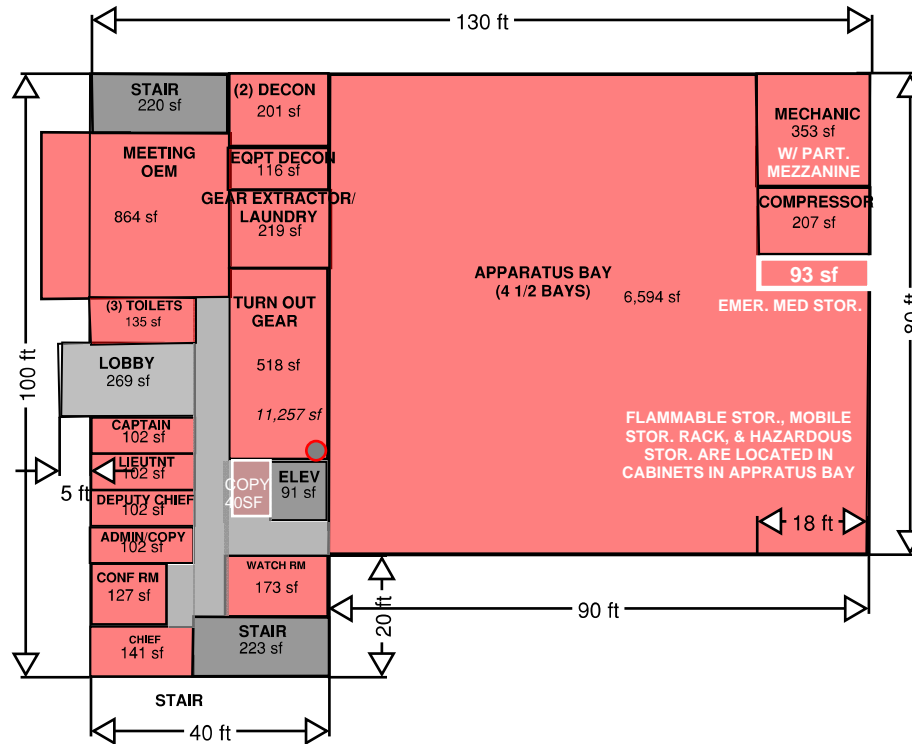 130 ft
STAIR
220 sf
(2) DECON
201 sf
MECHANIC
353 sf
W/ PART.
MEZZANINE
MEETING
OEM
864 sf
EQPT DECON
116 sf
GEAR EXTRACTOR/
LAUNDRY
219 sf
COMPRESSOR
207 sf
93 sf
EMER. MED STOR.
APPARATUS BAY
(4 1/2 BAYS)
6,594 sf
(3) TOILETS
135 sf
TURN OUT
GEAR
518 sf
11,257 sf
100 ft
80 ft
LOBBY
269 sf
CAPTAIN
102 sf
LIEUTNT
102 sf
5 ft
DEPUTY CHIEF
102 sf
ADMIN/COPY
102 sf
COPY
40SF
ELEV
91 sf
FLAMMABLE STOR., MOBILE
STOR. RACK, & HAZARDOUS
STOR. ARE LOCATED IN
CABINETS IN APPRATUS BAY
18 ft
CONF RM
127 sf
WATCH RM
173 sf
20 ft
90 ft
CHIEF
141 sf
STAIR
223 sf
STAIR
40 ft